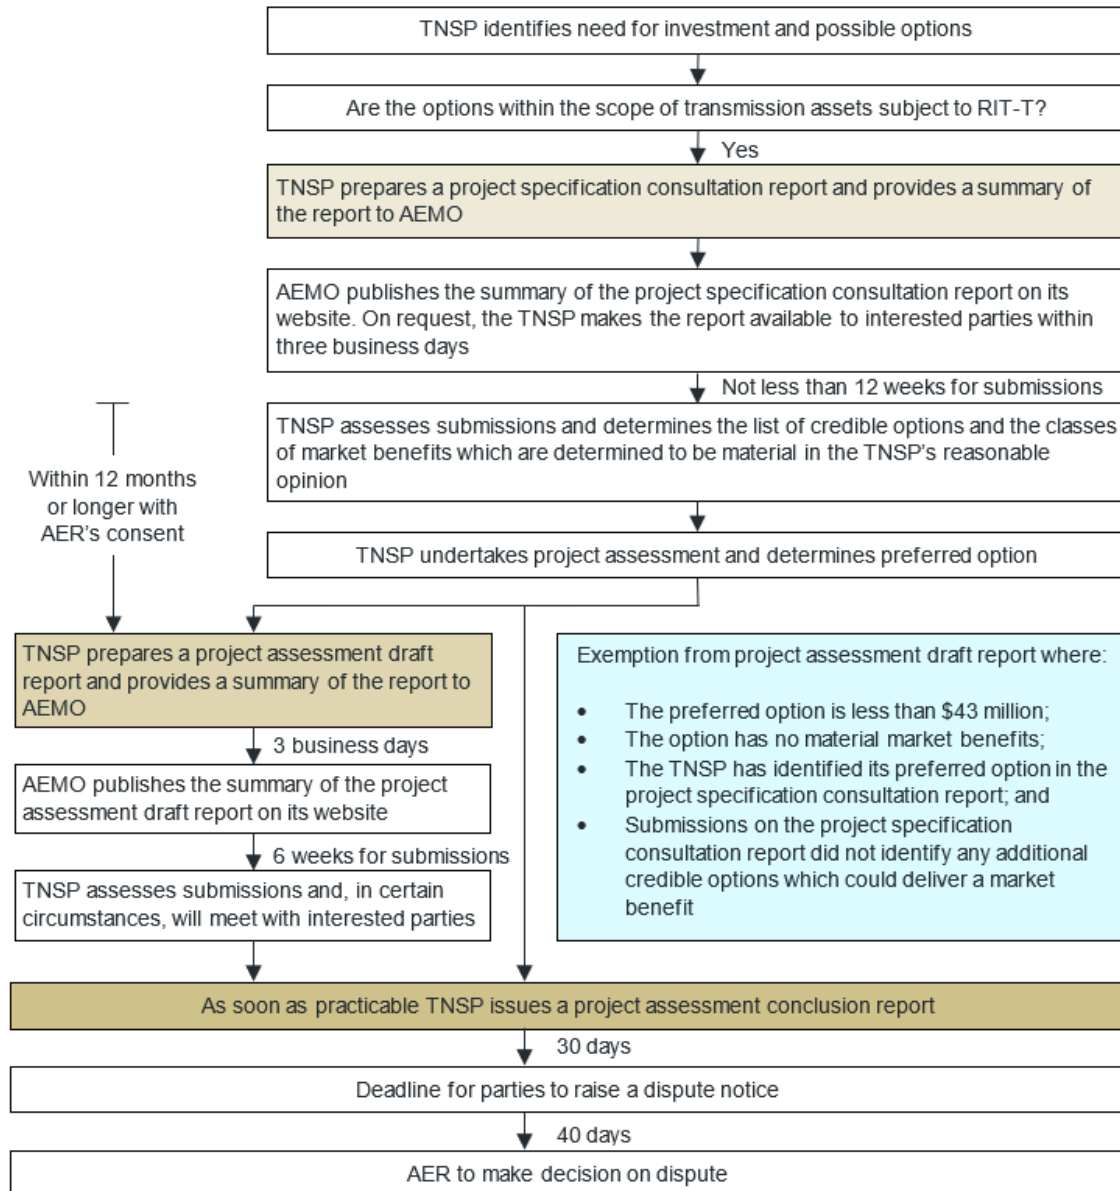 TNSP identifies need for investment and possible options
Are the options within the scope of transmission assets subject to RIT-T?
Yes
TNSP prepares a project specification consultation report and provides a summary of
the report to AEMO
AEMO publishes the summary of the project specification consultation report on its
website. On request, the TNSP makes the report available to interested parties within
three business days
Not less than 12 weeks for submissions
TNSP assesses submissions and determines the list of credible options and the classes
of market benefits which are determined to be material in the TNSP's reasonable
opinion
Within 12 months
or longer with
AER's consent
TNSP undertakes project assessment and determines preferred option
TNSP prepares a project assessment draft
report and provides a summary of the report to
AEMO
3 business days
AEMO publishes the summary of the project
assessment draft report on its website
6 weeks for submissions
TNSP assesses submissions and, in certain
circumstances, will meet with interested parties
Exemption from project assessment draft report where:
• The preferred option is less than $43 million;
• The option has no material market benefits;
• The TNSP has identified its preferred option in the
project specification consultation report; and
• Submissions on the project specification
consultation report did not identify any additional
credible options which could deliver a market
benefit
As soon as practicable TNSP issues a project assessment conclusion report
30 days
Deadline for parties to raise a dispute notice
40 days
AER to make decision on dispute